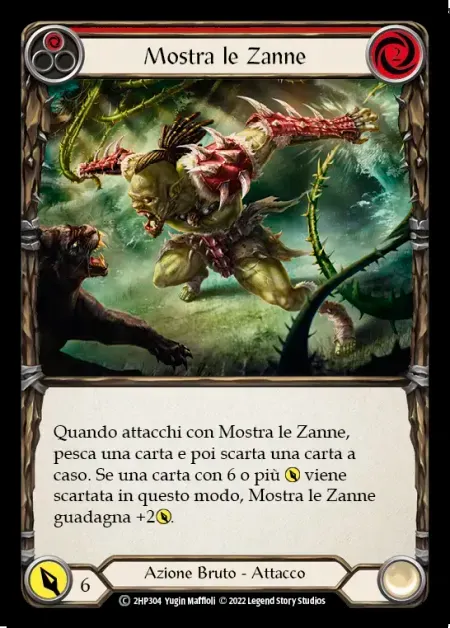 2
Mostra le Zanne
Quando attacchi con Mostra le Zanne,
pesca una carta e poi scarta una carta a
caso. Se una carta con 6 o più viene
scartata in questo modo, Mostra le Zanne
guadagna +2.
6
Azione Bruto - Attacco
C 2HP304 Yugin Maffioli © 2022 Legend Story Studios